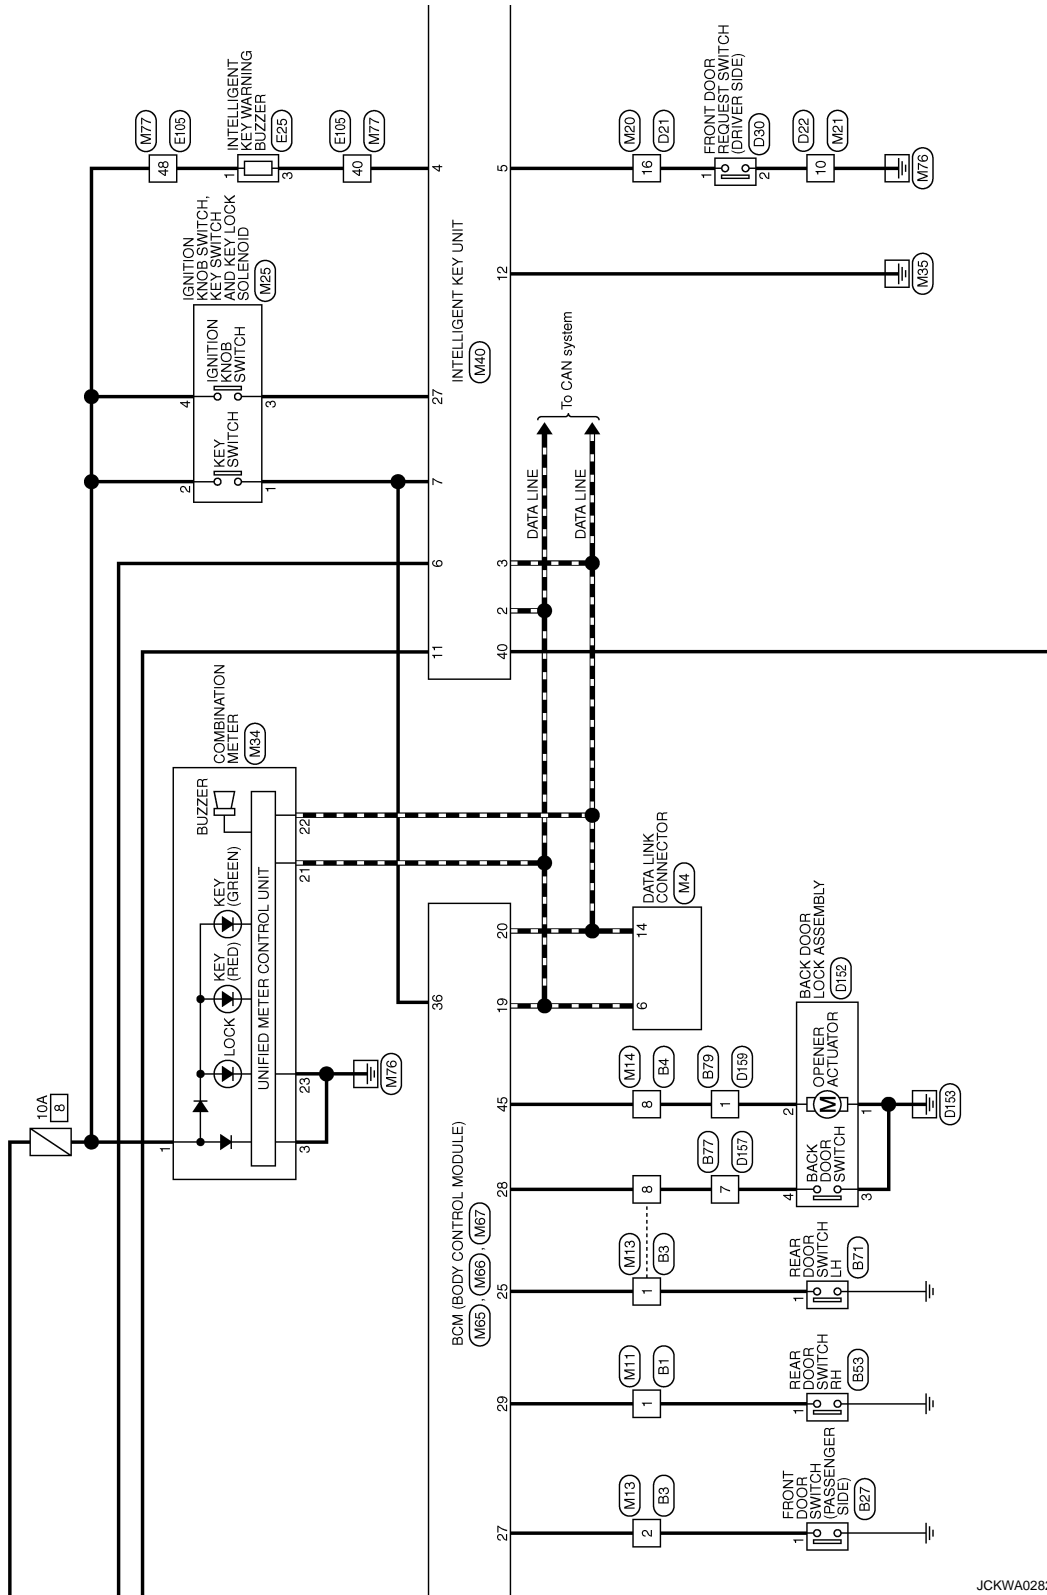 10A
8
1
COMBINATION
METER
M34
BUZZER
LOCK
KEY
(RED)
KEY
(GREEN)
UNIFIED METER CONTROL UNIT
3
23
21
22
M76
IGNITION
KNOB SWITCH,
KEY SWITCH
AND KEY LOCK
SOLENOID
M25
KEY
SWITCH
IGNITION
KNOB
SWITCH
2
4
1
3
M77
E105
48
INTELLIGENT
KEY WARNING
BUZZER
E25
1
3
E105
M77
40
INTELLIGENT KEY UNIT
M40
11
6
7
27
4
40
2
3
12
5
DATA LINE
DATA LINE
To CAN system
M20
D21
16
FRONT DOOR
REQUEST SWITCH
(DRIVER SIDE)
D30
1
2
D22
M21
10
M76
M35
BCM (BODY CONTROL MODULE)
M65 , M66 , M67
36
27
29
25
28
45
19
20
DATA LINK
CONNECTOR
M4
6
14
M13
B3
2
FRONT
DOOR
SWITCH
(PASSENGER
SIDE)
B27
1
M11
B1
1
REAR
DOOR
SWITCH
RH
B53
1
M13
B3
1
8
REAR
DOOR
SWITCH
LH
B71
1
B77
D157
7
M14
B4
8
B79
D159
1
BACK DOOR
LOCK ASSEMBLY
D152
BACK
DOOR
SWITCH
OPENER
ACTUATOR
M
4
3
2
1
D153